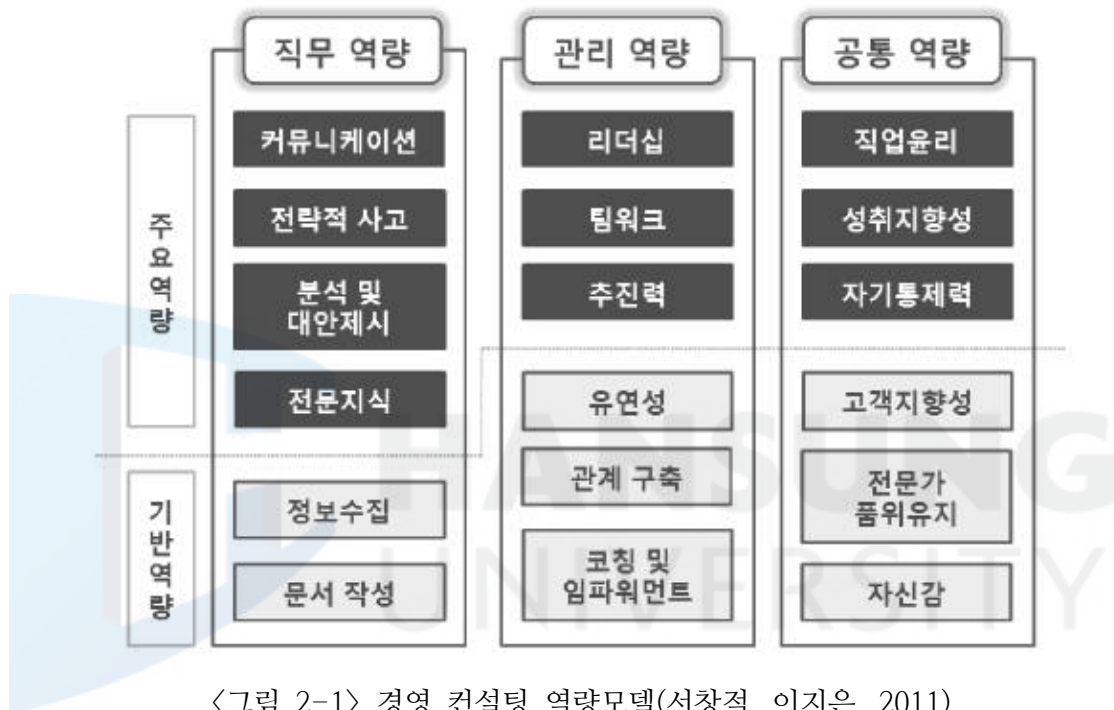 직무 역량
관리 역량
공통 역량
주요역량
커뮤니케이션
리더십
직업윤리
전략적 사고
팀워크
성취지향성
분석 및
대안제시
추진력
자기통제력
전문지식
유연성
고객지향성
기반역량
정보수집
관계 구축
전문가
품위유지
문서 작성
코칭 및
임파워먼트
자신감
HANSUNG
UNIVERSITY
<그림 2-1> 경영 컨설팅 역량모델(서창적, 이지은, 2011)